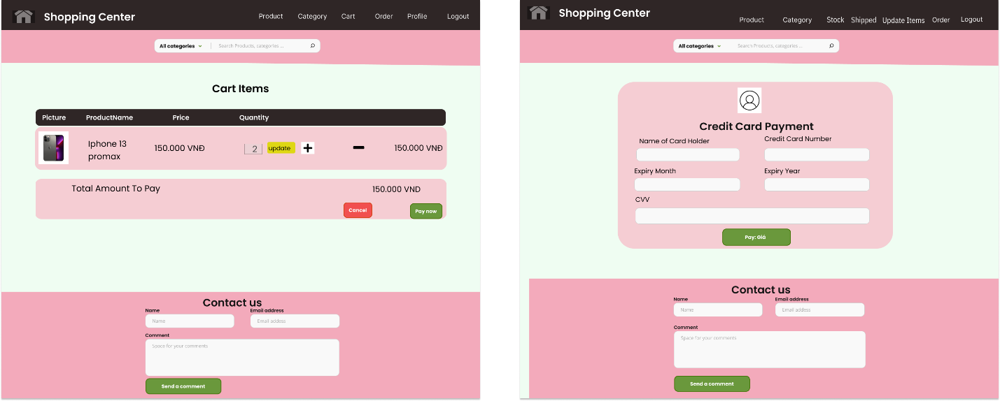 Shopping Center
Product Category Cart Order Profile Logout
All categories Search Products, categories ...
Cart Items
Picture ProductName Price Quantity
Iphone 13
promax
150.000 VNĐ
2 update + - 150.000 VNĐ
Total Amount To Pay 150.000 VND
Cancel Pay now
Contact us
Name Email address
Name Email addess
Comment
Space for your comments
Send a comment
Shopping Center
Product Category Stock Shipped Update Items Order Logout
All categories Search Products, categories ...
Credit Card Payment
Name of Card Holder Credit Card Number
Expiry Month Expiry Year
CVV
Pay: Giá
Contact us
Name Email address
Name Email addess
Comment
Space for your comments
Send a comment